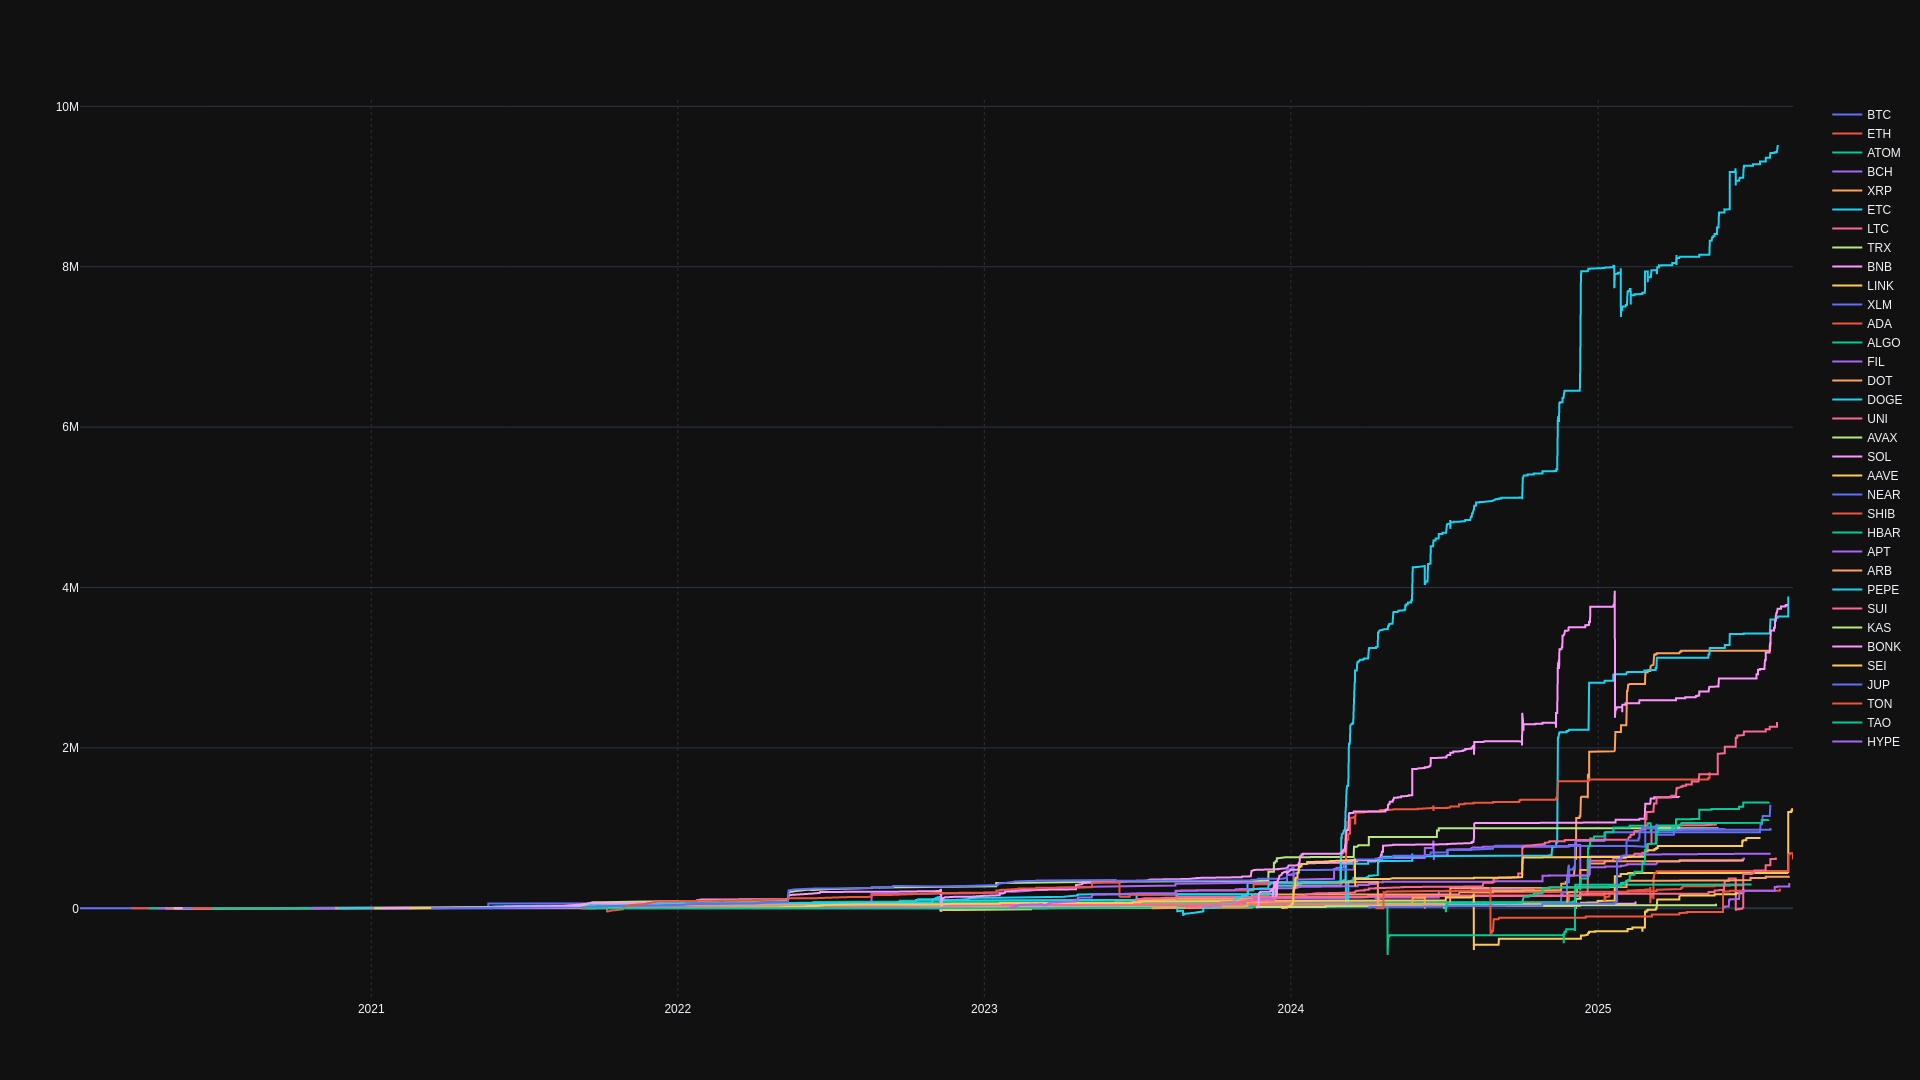 10M
8M
6M
4M
2M
0
2021
2022
2023
2024
2025
BTC
ETH
ATOM
BCH
XRP
ETC
LTC
TRX
BNB
LINK
XLM
ADA
ALGO
FIL
DOT
DOGE
UNI
AVAX
SOL
AAVE
NEAR
SHIB
HBAR
APT
ARB
PEPE
SUI
KAS
BONK
SEI
JUP
TON
TAO
HYPE